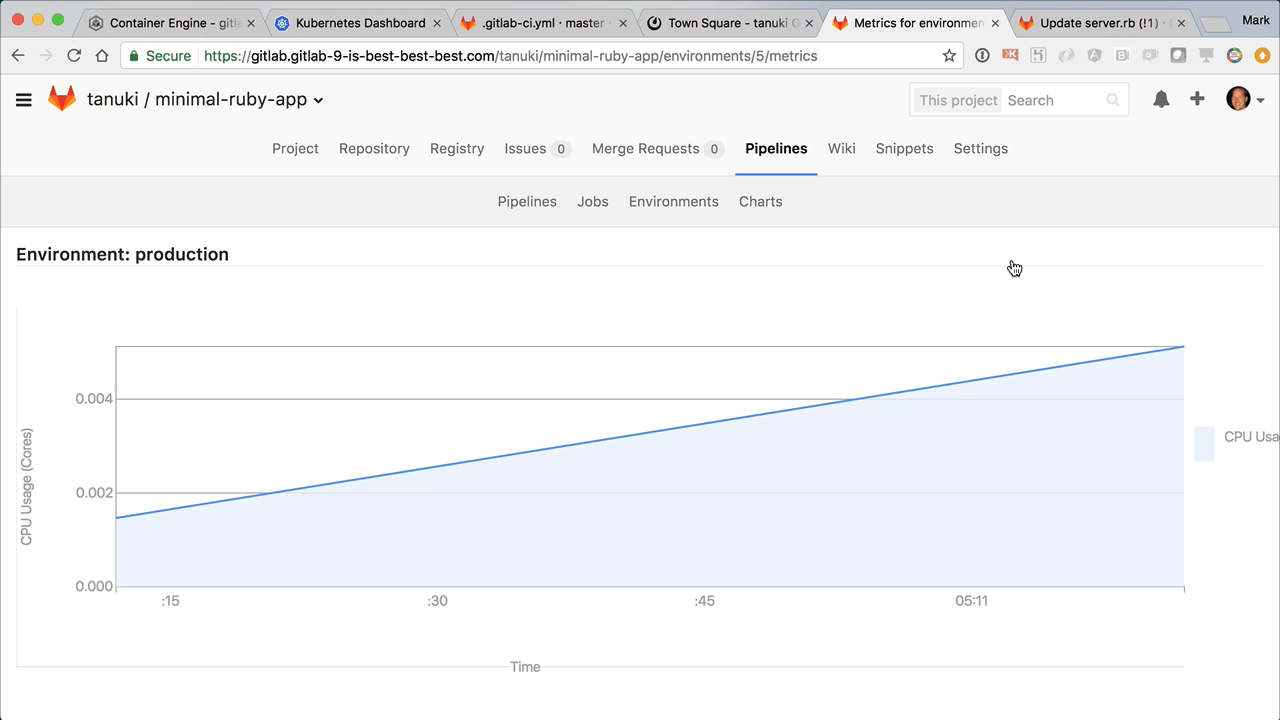 Container Engine - gitla
Kubernetes Dashboard
.gitlab-ci.yml · master ·
Town Square - tanuki G
Metrics for environmen
Update server.rb (!1) ·
Mark
Secure
https://gitlab.gitlab-9-is-best-best-best.com/tanuki/minimal-ruby-app/environments/5/metrics
tanuki / minimal-ruby-app
This project Search
Project Repository Registry Issues 0 Merge Requests 0 Pipelines Wiki Snippets Settings
Pipelines Jobs Environments Charts
Environment: production
CPU Usage (Cores)
0.004
0.002
0.000
:15 :30 :45 05:11
Time
CPU Usa